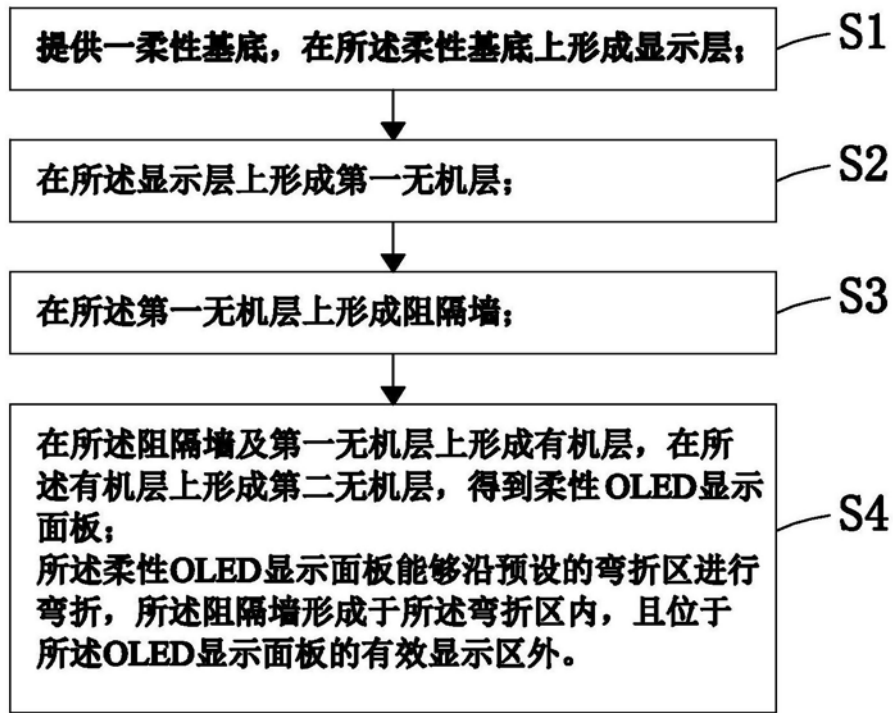 提供一柔性基底，在所述柔性基底上形成显示层；
S1
在所述显示层上形成第一无机层；
S2
在所述第一无机层上形成阻隔墙；
S3
在所述阻隔墙及第一无机层上形成有机层，在所
述有机层上形成第二无机层，得到柔性OLED显示
面板；
所述柔性OLED显示面板能够沿预设的弯折区进行
弯折，所述阻隔墙形成于所述弯折区内，且位于
所述OLED显示面板的有效显示区外。
S4